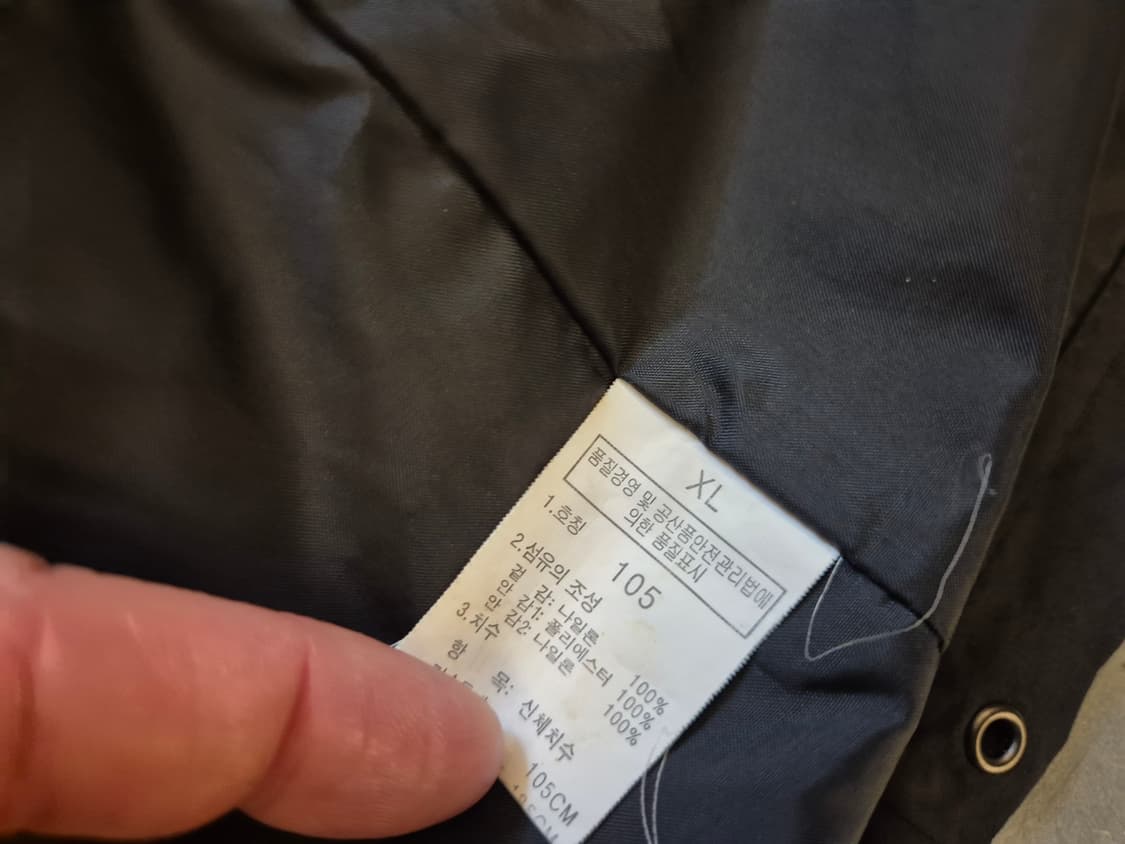 XL
품질경영 및 공산품안전관리법에
의한 품질표시
1.호칭 105
2.섬유의 조성
겉 감: 나일론 100%
안 감1: 폴리에스터 100%
안 감2: 나일론 100%
3.치수
항 목: 신체치수
105CM